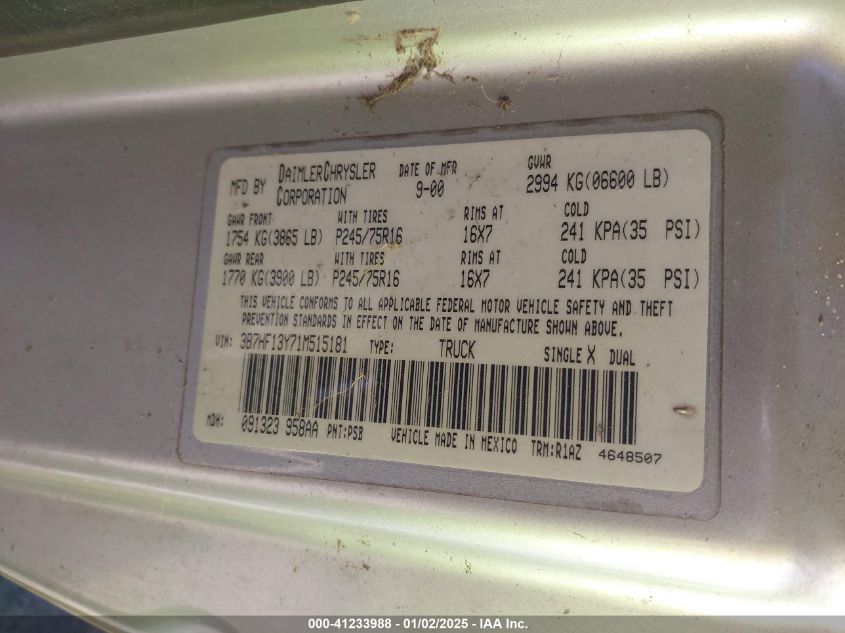 MFD BY DAIMLERCHRYSLER CORPORATION DATE OF MFR 9-00 GVWR 2994 KG(06600 LB)
GAWR FRONT WITH TIRES RIMS AT COLD
1754 KG(3865 LB) P245/75R16 16X7 241 KPA(35 PSI)
GAWR REAR WITH TIRES RIMS AT COLD
1770 KG(3900 LB) P245/75R16 16X7 241 KPA(35 PSI)
THIS VEHICLE CONFORMS TO ALL APPLICABLE FEDERAL MOTOR VEHICLE SAFETY AND THEFT
PREVENTION STANDARDS IN EFFECT ON THE DATE OF MANUFACTURE SHOWN ABOVE.
VIN: 3B7HF13Y71M515181 TYPE: TRUCK SINGLE X DUAL
MDH: 091323 958AA PNT:PSB VEHICLE MADE IN MEXICO TRM:R1AZ 4648507
000-41233988 - 01/02/2025 - IAA Inc.